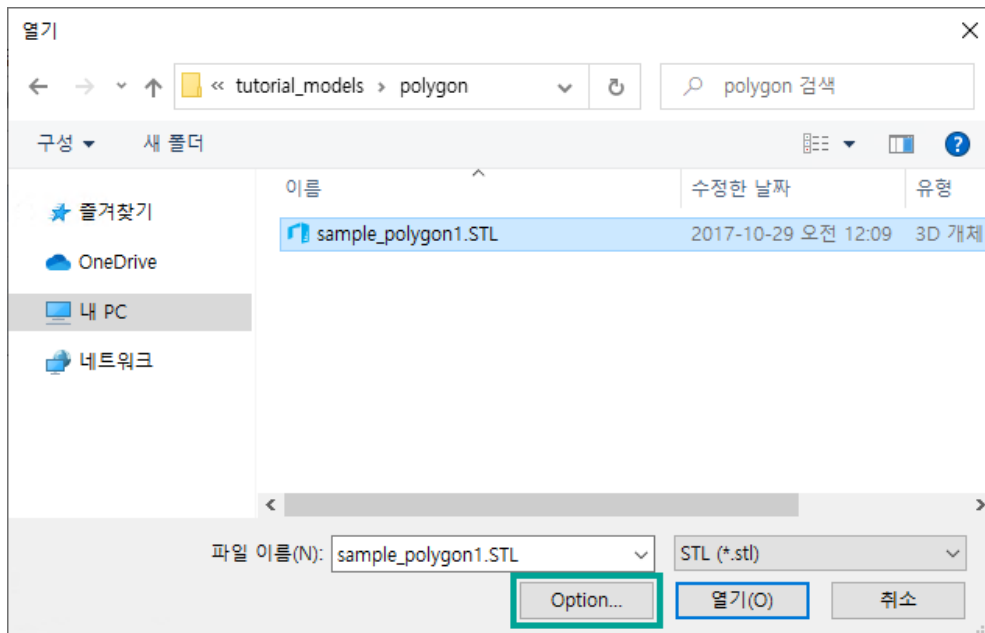 열기
« tutorial_models › polygon
polygon 검색
구성
새 폴더
이름
수정한 날짜
유형
즐겨찾기
OneDrive
내 PC
네트워크
sample_polygon1.STL
2017-10-29 오전 12:09
3D 개체
파일 이름(N):
sample_polygon1.STL
STL (*.stl)
Option...
열기(O)
취소